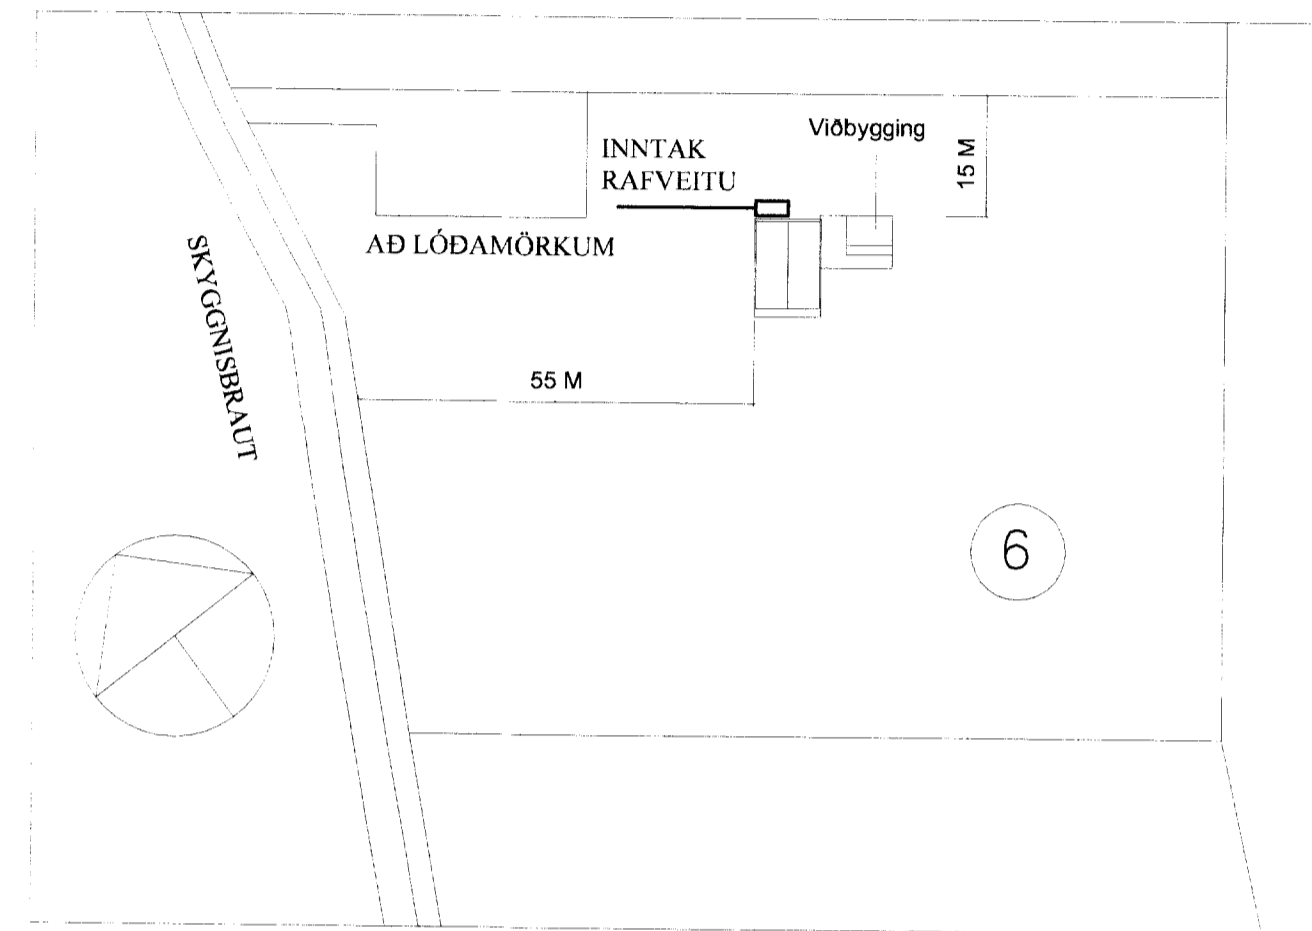 Viðbygging
INNTAK
RAFVEITU
15 M
AÐ LÓÐAMÖRKUM
SKYGGNISBRAUT
55 M
6